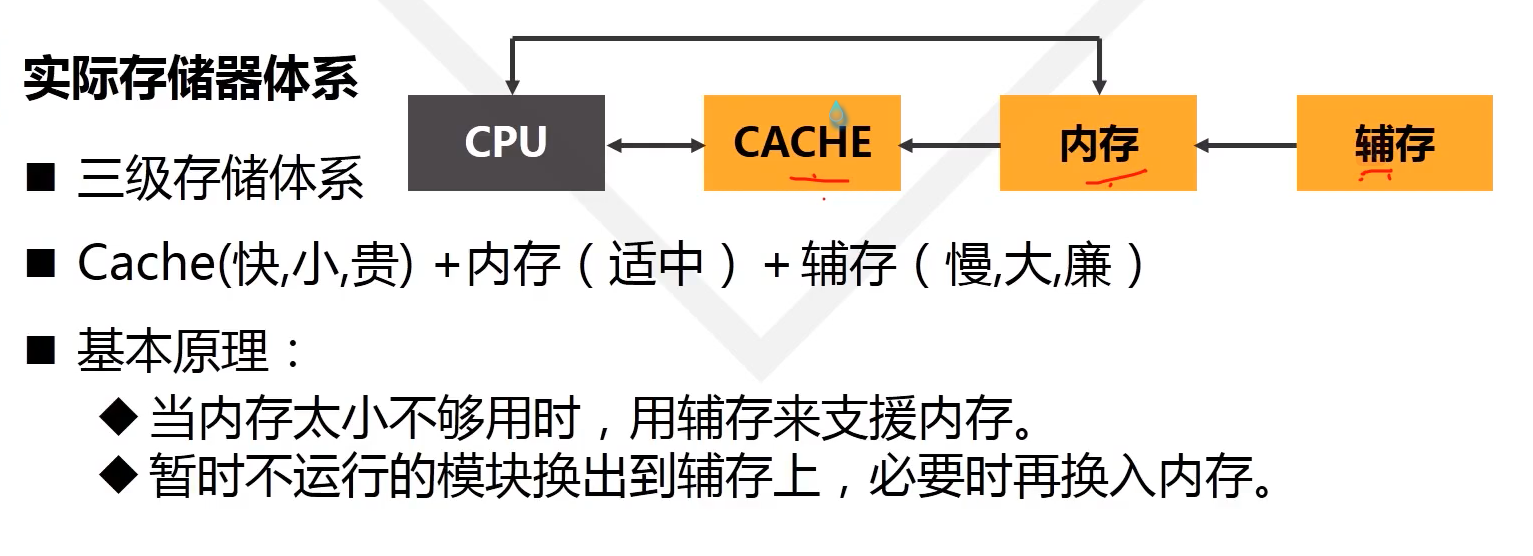 实际存储器体系
CPU
CACHE
内存
辅存
■ 三级存储体系
■ Cache(快,小,贵) +内存（适中）+辅存（慢,大,廉）
■ 基本原理：
◆ 当内存太小不够用时，用辅存来支援内存。
◆ 暂时不运行的模块换出到辅存上，必要时再换入内存。